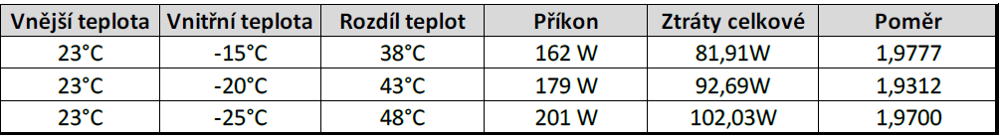 Vnější teplota Vnitřní teplota Rozdíl teplot Příkon Ztráty celkové Poměr
23°C -15°C 38°C 162 W 81,91W 1,9777
23°C -20°C 43°C 179 W 92,69W 1,9312
23°C -25°C 48°C 201 W 102,03W 1,9700